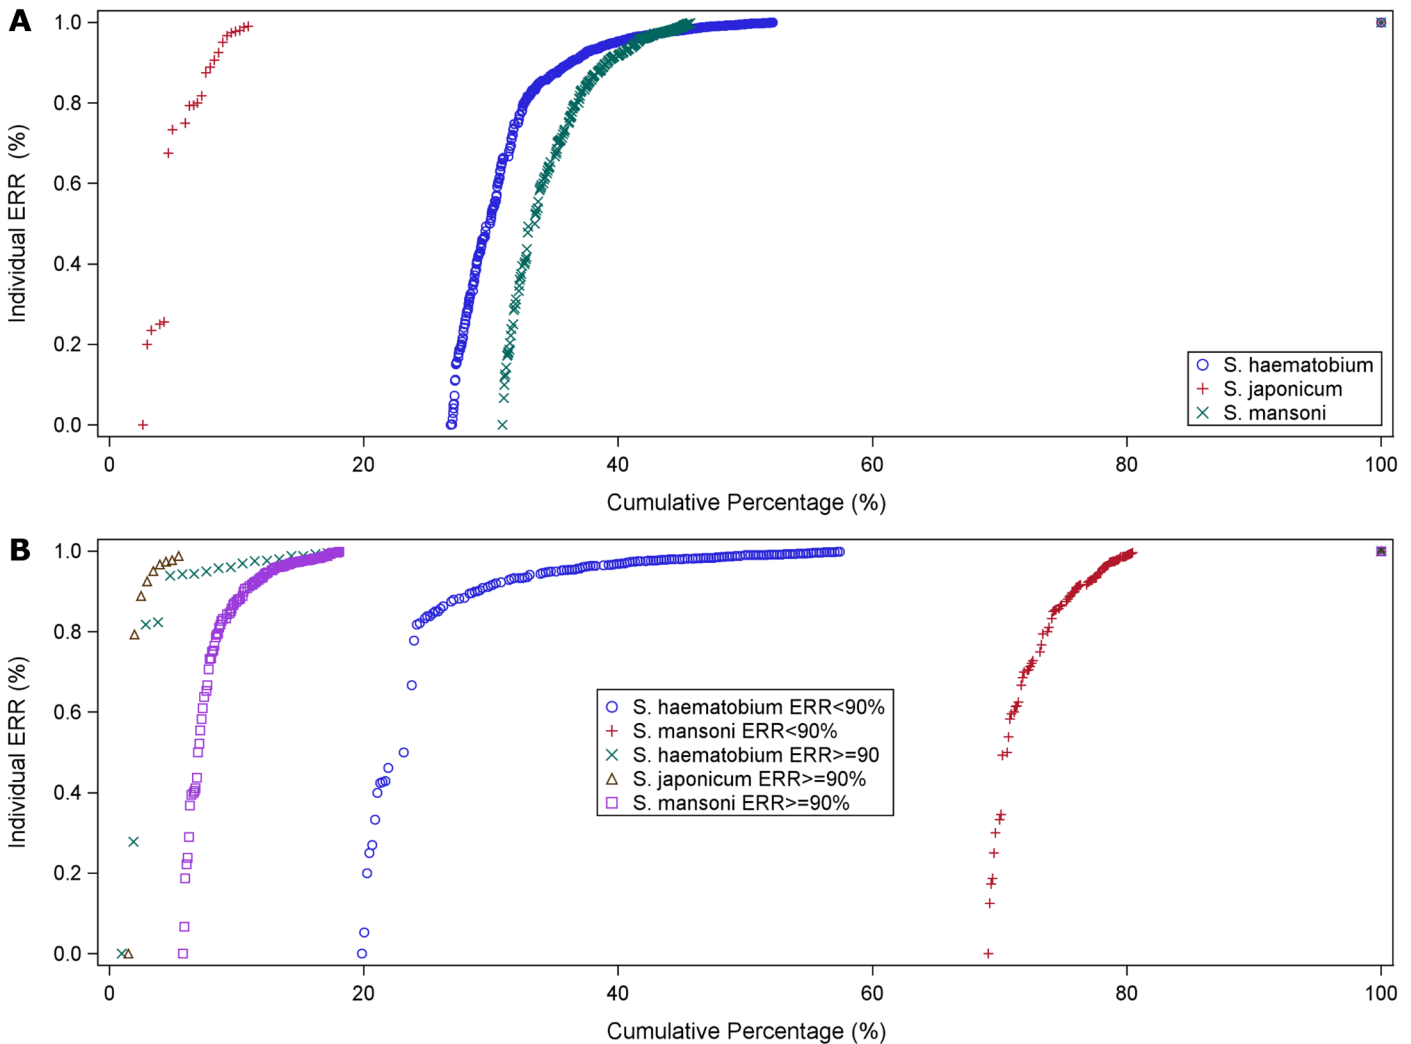 A
1.0
0.8
0.6
0.4
0.2
0.0
Individual ERR (%)
S. haematobium
S. japonicum
S. mansoni
0 20 40 60 80 100
Cumulative Percentage (%)
B
1.0
0.8
0.6
0.4
0.2
0.0
Individual ERR (%)
S. haematobium ERR<90%
S. mansoni ERR<90%
S. haematobium ERR>=90
S. japonicum ERR>=90%
S. mansoni ERR>=90%
0 20 40 60 80 100
Cumulative Percentage (%)